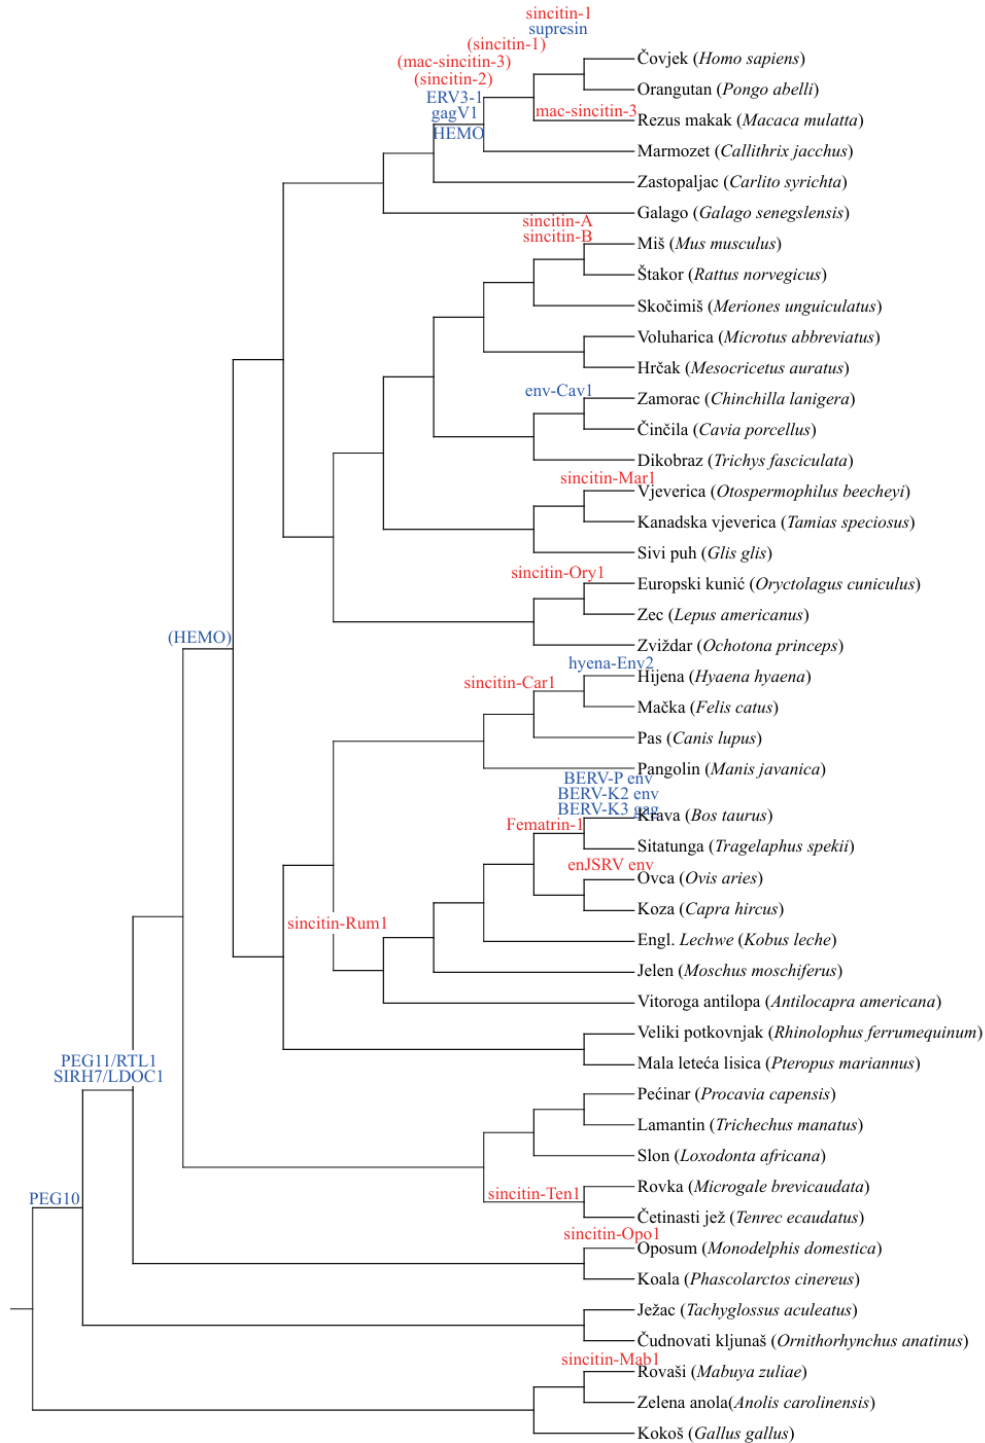 sincitin-1
supresin
(sincitin-1)
(mac-sincitin-3)
(sincitin-2)
ERV3-1
gagV1
HEMO
Čovjek (Homo sapiens)
Orangutan (Pongo abelli)
mac-sincitin-3
Rezus makak (Macaca mulatta)
Marmozet (Callithrix jacchus)
Zastopaljac (Carlito syrichta)
Galago (Galago senegslensis)
sincitin-A
sincitin-B
Miš (Mus musculus)
Štakor (Rattus norvegicus)
Skočimiš (Meriones unguiculatus)
Voluharica (Microtus abbreviatus)
Hrčak (Mesocricetus auratus)
env-Cav1
Zamorac (Chinchilla lanigera)
Činčila (Cavia porcellus)
Dikobraz (Trichys fasciculata)
sincitin-Mar1
Vjeverica (Otospermophilus beecheyi)
Kanadska vjeverica (Tamias speciosus)
Sivi puh (Glis glis)
sincitin-Ory1
Europski kunić (Oryctolagus cuniculus)
Zec (Lepus americanus)
(HEMO)
Zviždar (Ochotona princeps)
hyena-Env2
Hijena (Hyaena hyaena)
sincitin-Car1
Mačka (Felis catus)
Pas (Canis lupus)
Pangolin (Manis javanica)
BERV-P env
BERV-K2 env
BERV-K3 gag
Krava (Bos taurus)
Fematrin-1
Sitatunga (Tragelaphus spekii)
enJSRV env
Ovca (Ovis aries)
Koza (Capra hircus)
sincitin-Rum1
Engl. Lechwe (Kobus leche)
Jelen (Moschus moschiferus)
Vitoroga antilopa (Antilocapra americana)
Veliki potkovnjak (Rhinolophus ferrumequinum)
PEG11/RTL1
SIRH7/LDOC1
Mala leteća lisica (Pteropus mariannus)
Pećinar (Procavia capensis)
Lamantin (Trichechus manatus)
Slon (Loxodonta africana)
PEG10
sincitin-Ten1
Rovka (Microgale brevicaudata)
Četinasti jež (Tenrec ecaudatus)
sincitin-Opo1
Oposum (Monodelphis domestica)
Koala (Phascolarctos cinereus)
Ježac (Tachyglossus aculeatus)
Čudnovati kljunaš (Ornithorhynchus anatinus)
sincitin-Mab1
Rovaši (Mabuya zuliae)
Zelena anola(Anolis carolinensis)
Kokoš (Gallus gallus)